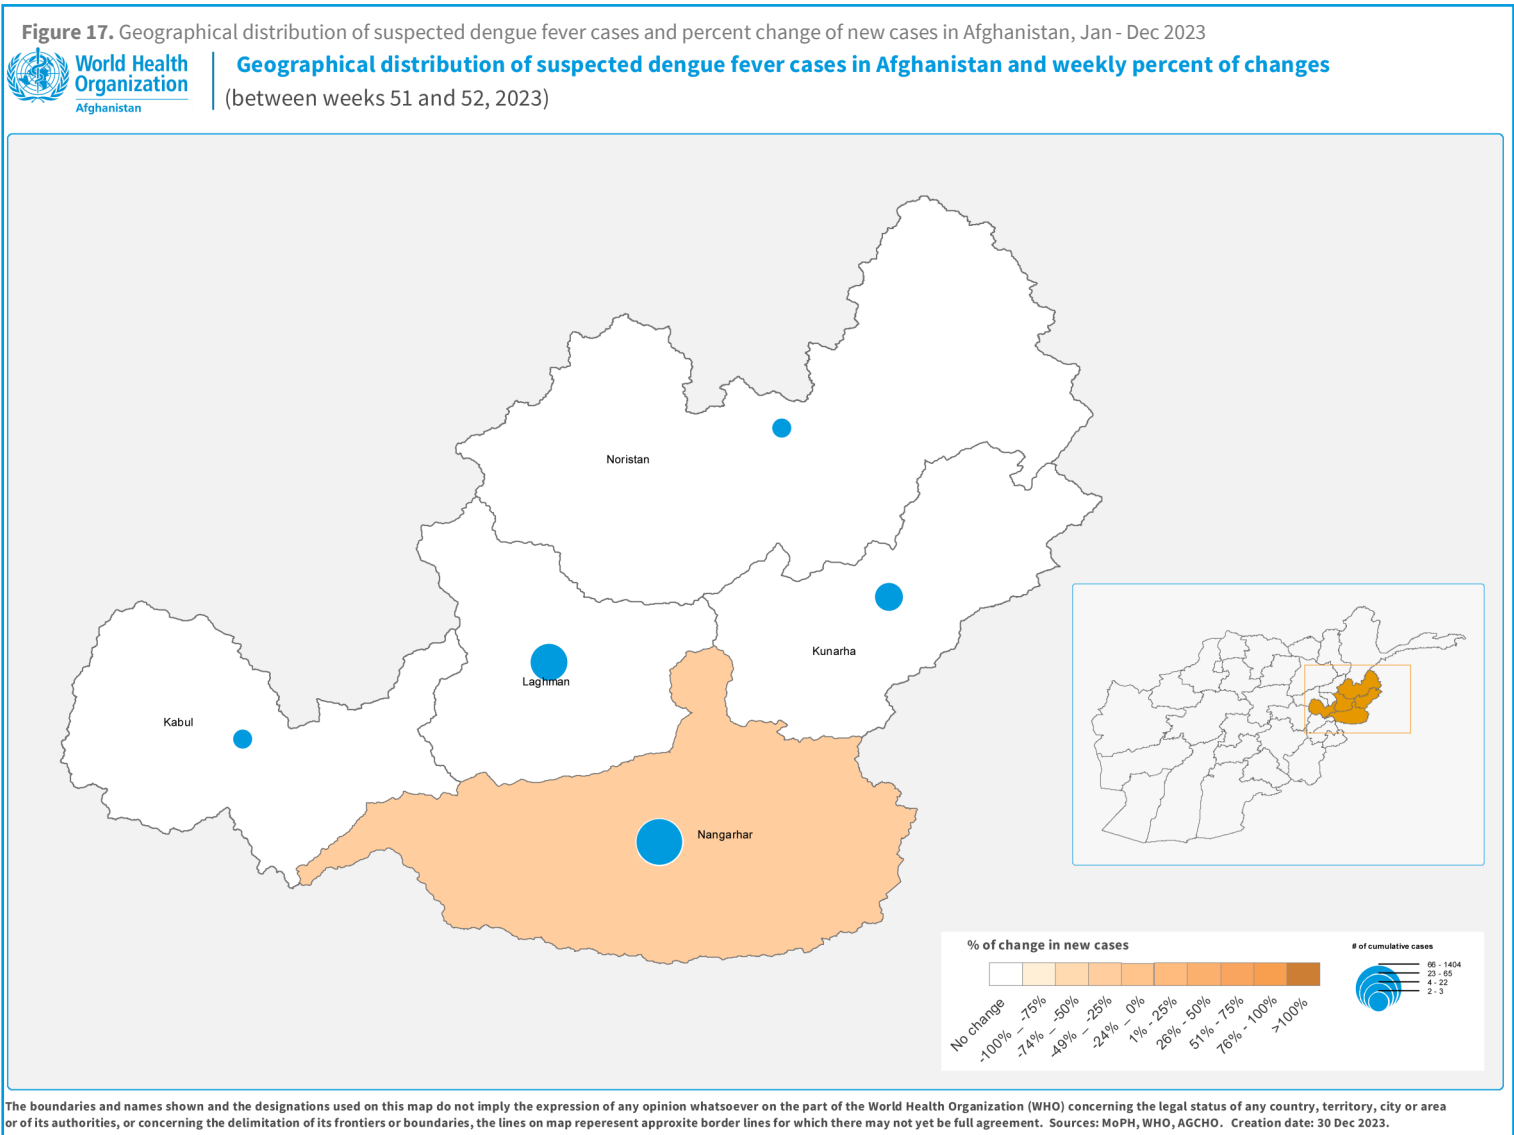 Figure 17. Geographical distribution of suspected dengue fever cases and percent change of new cases in Afghanistan, Jan - Dec 2023
World Health
Organization
Afghanistan
Geographical distribution of suspected dengue fever cases in Afghanistan and weekly percent of changes
(between weeks 51 and 52, 2023)
Noristan
Kunarha
Laghman
Kabul
Nangarhar
% of change in new cases
No change
-100% – -75%
-74% – -50%
-49% – -25%
-24% – 0%
1% - 25%
26% - 50%
51% - 75%
76% - 100%
>100%
# of cumulative cases
66 - 1404
23 - 65
4 - 22
2 - 3
The boundaries and names shown and the designations used on this map do not imply the expression of any opinion whatsoever on the part of the World Health Organization (WHO) concerning the legal status of any country, territory, city or area
or of its authorities, or concerning the delimitation of its frontiers or boundaries, the lines on map reperesent approxite border lines for which there may not yet be full agreement. Sources: MoPH, WHO, AGCHO. Creation date: 30 Dec 2023.